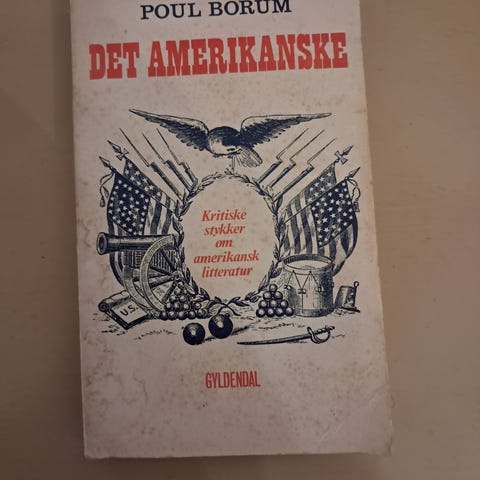 POUL BORUM
DET AMERIKANSKE
Kritiske
stykker
om
amerikansk
litteratur
U.S.
GYLDENDAL